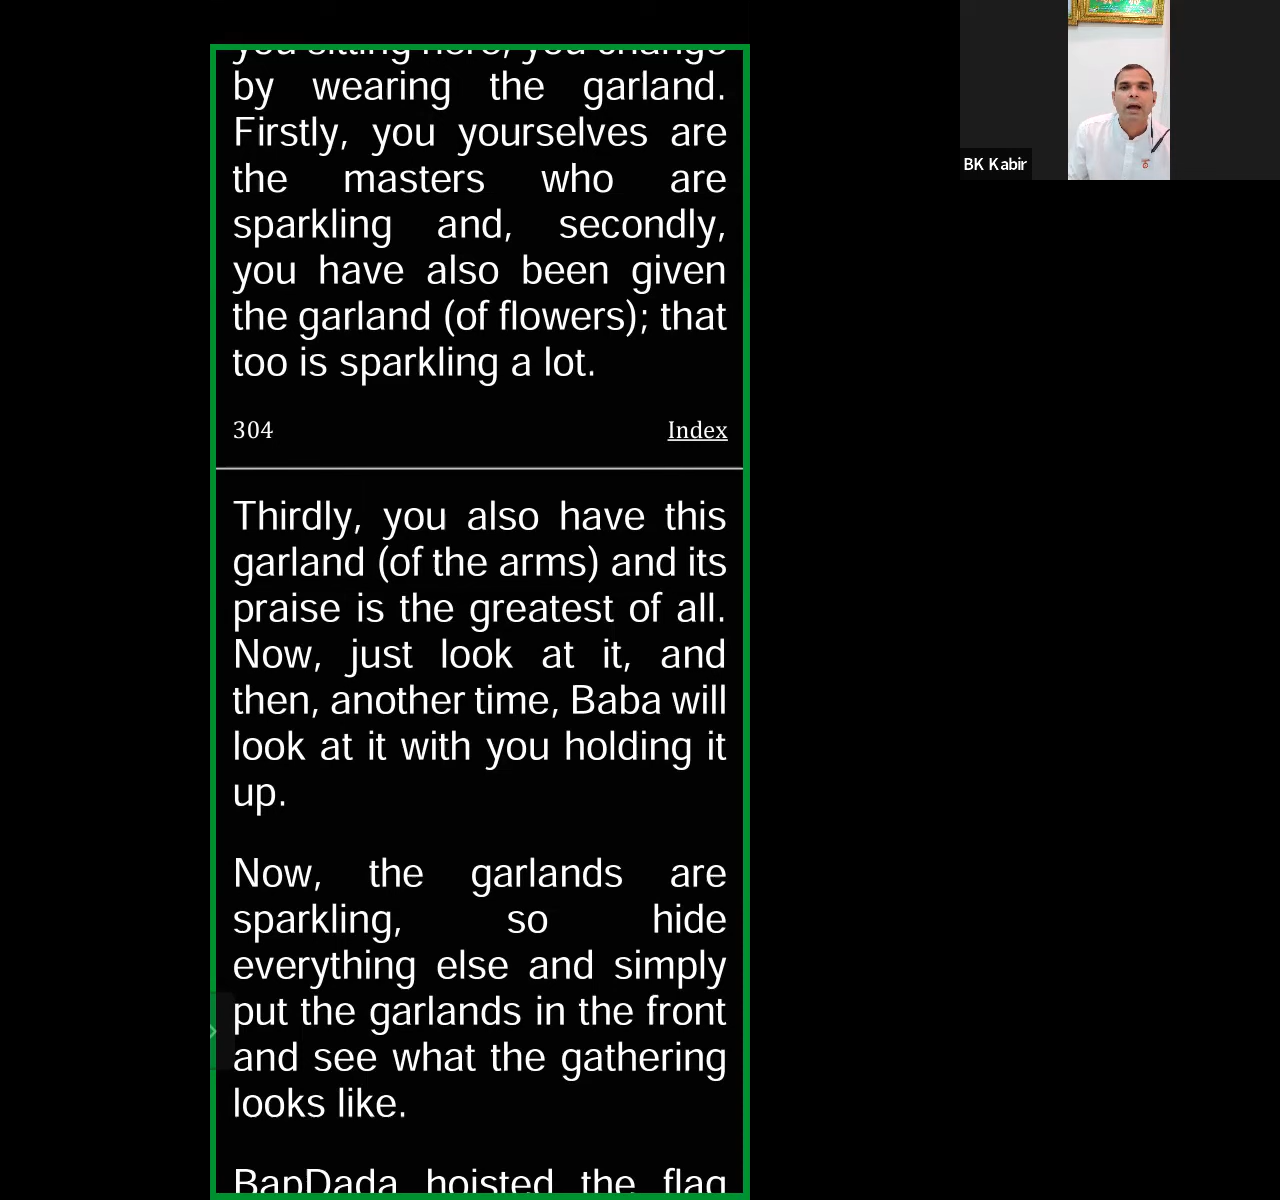 you sitting here, you change
by wearing the garland.
Firstly, you yourselves are
the masters who are
sparkling and, secondly,
you have also been given
the garland (of flowers); that
too is sparkling a lot.
304 Index
Thirdly, you also have this
garland (of the arms) and its
praise is the greatest of all.
Now, just look at it, and
then, another time, Baba will
look at it with you holding it
up.
Now, the garlands are
sparkling, so hide
everything else and simply
put the garlands in the front
and see what the gathering
looks like.
BapDada hoisted the flag
BK Kabir